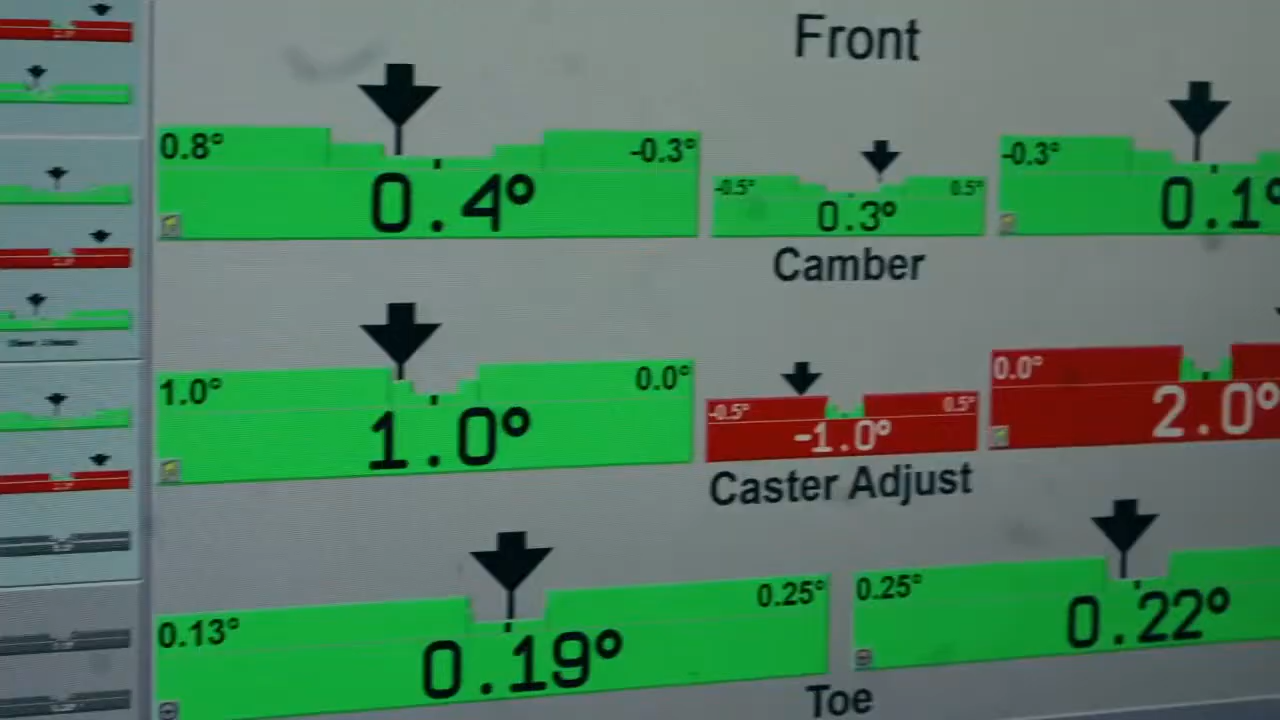 Front
0.8° -0.3° -0.3°
0.4° -0.5° 0.5° 0.1°
0.3°
Camber
1.0° 0.0° 0.0°
1.0° -0.5° 0.5° 2.0°
-1.0°
Caster Adjust
0.13° 0.25° 0.25°
0.19° 0.22°
Toe